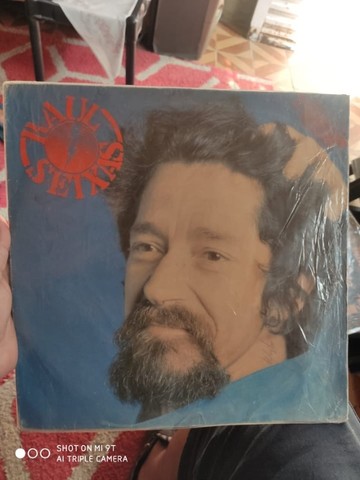 RAUL
SEIXAS
SHOT ON MI 9T
AI TRIPLE CAMERA